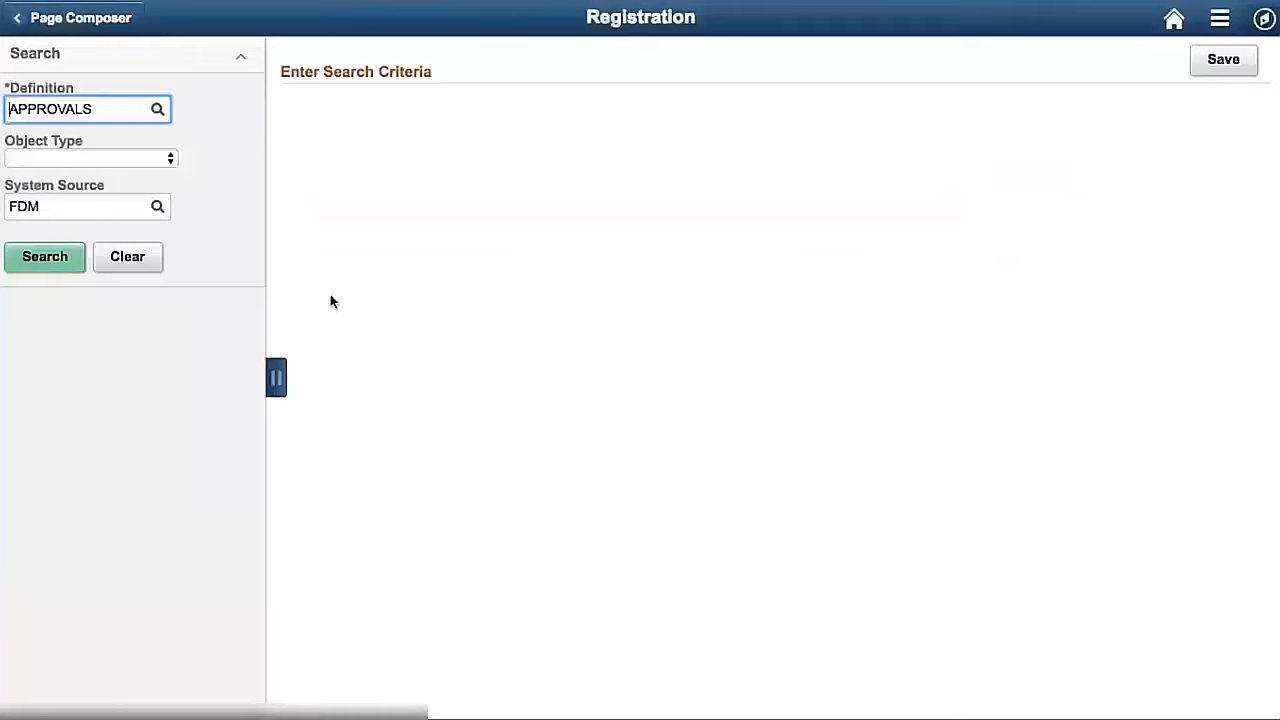 Page Composer
Registration
Search
Save
Enter Search Criteria
*Definition
APPROVALS
Object Type
System Source
FDM
Search Clear